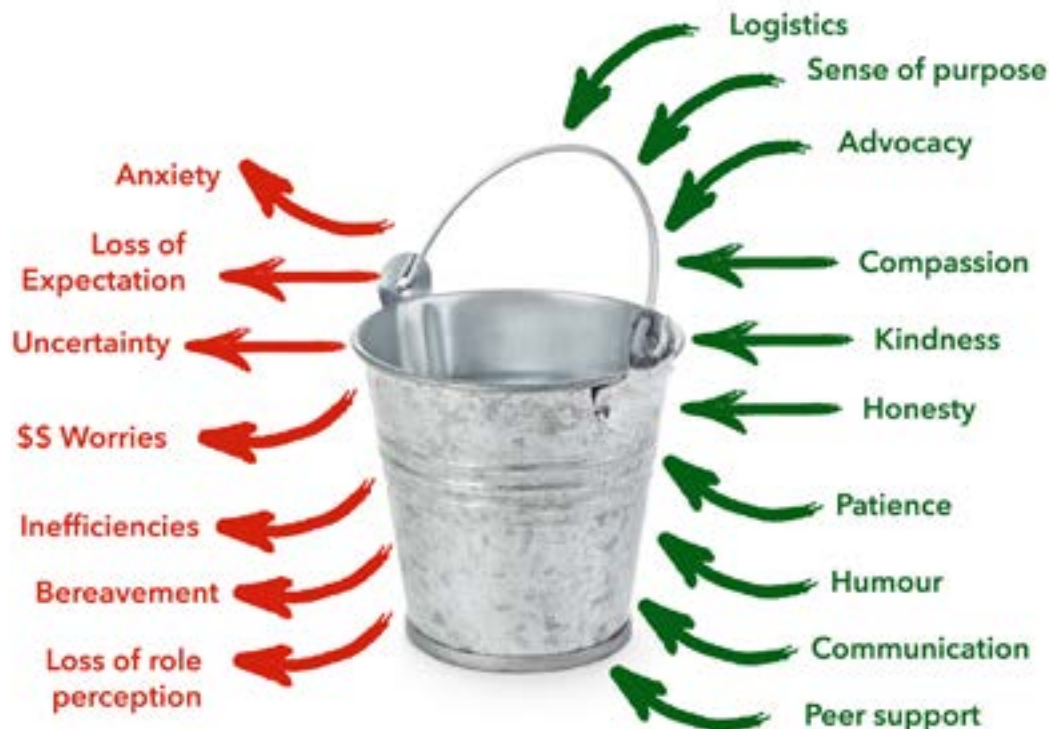 Anxiety
Loss of
Expectation
Uncertainty
$$ Worries
Inefficiencies
Bereavement
Loss of role
perception
Logistics
Sense of purpose
Advocacy
Compassion
Kindness
Honesty
Patience
Humour
Communication
Peer support